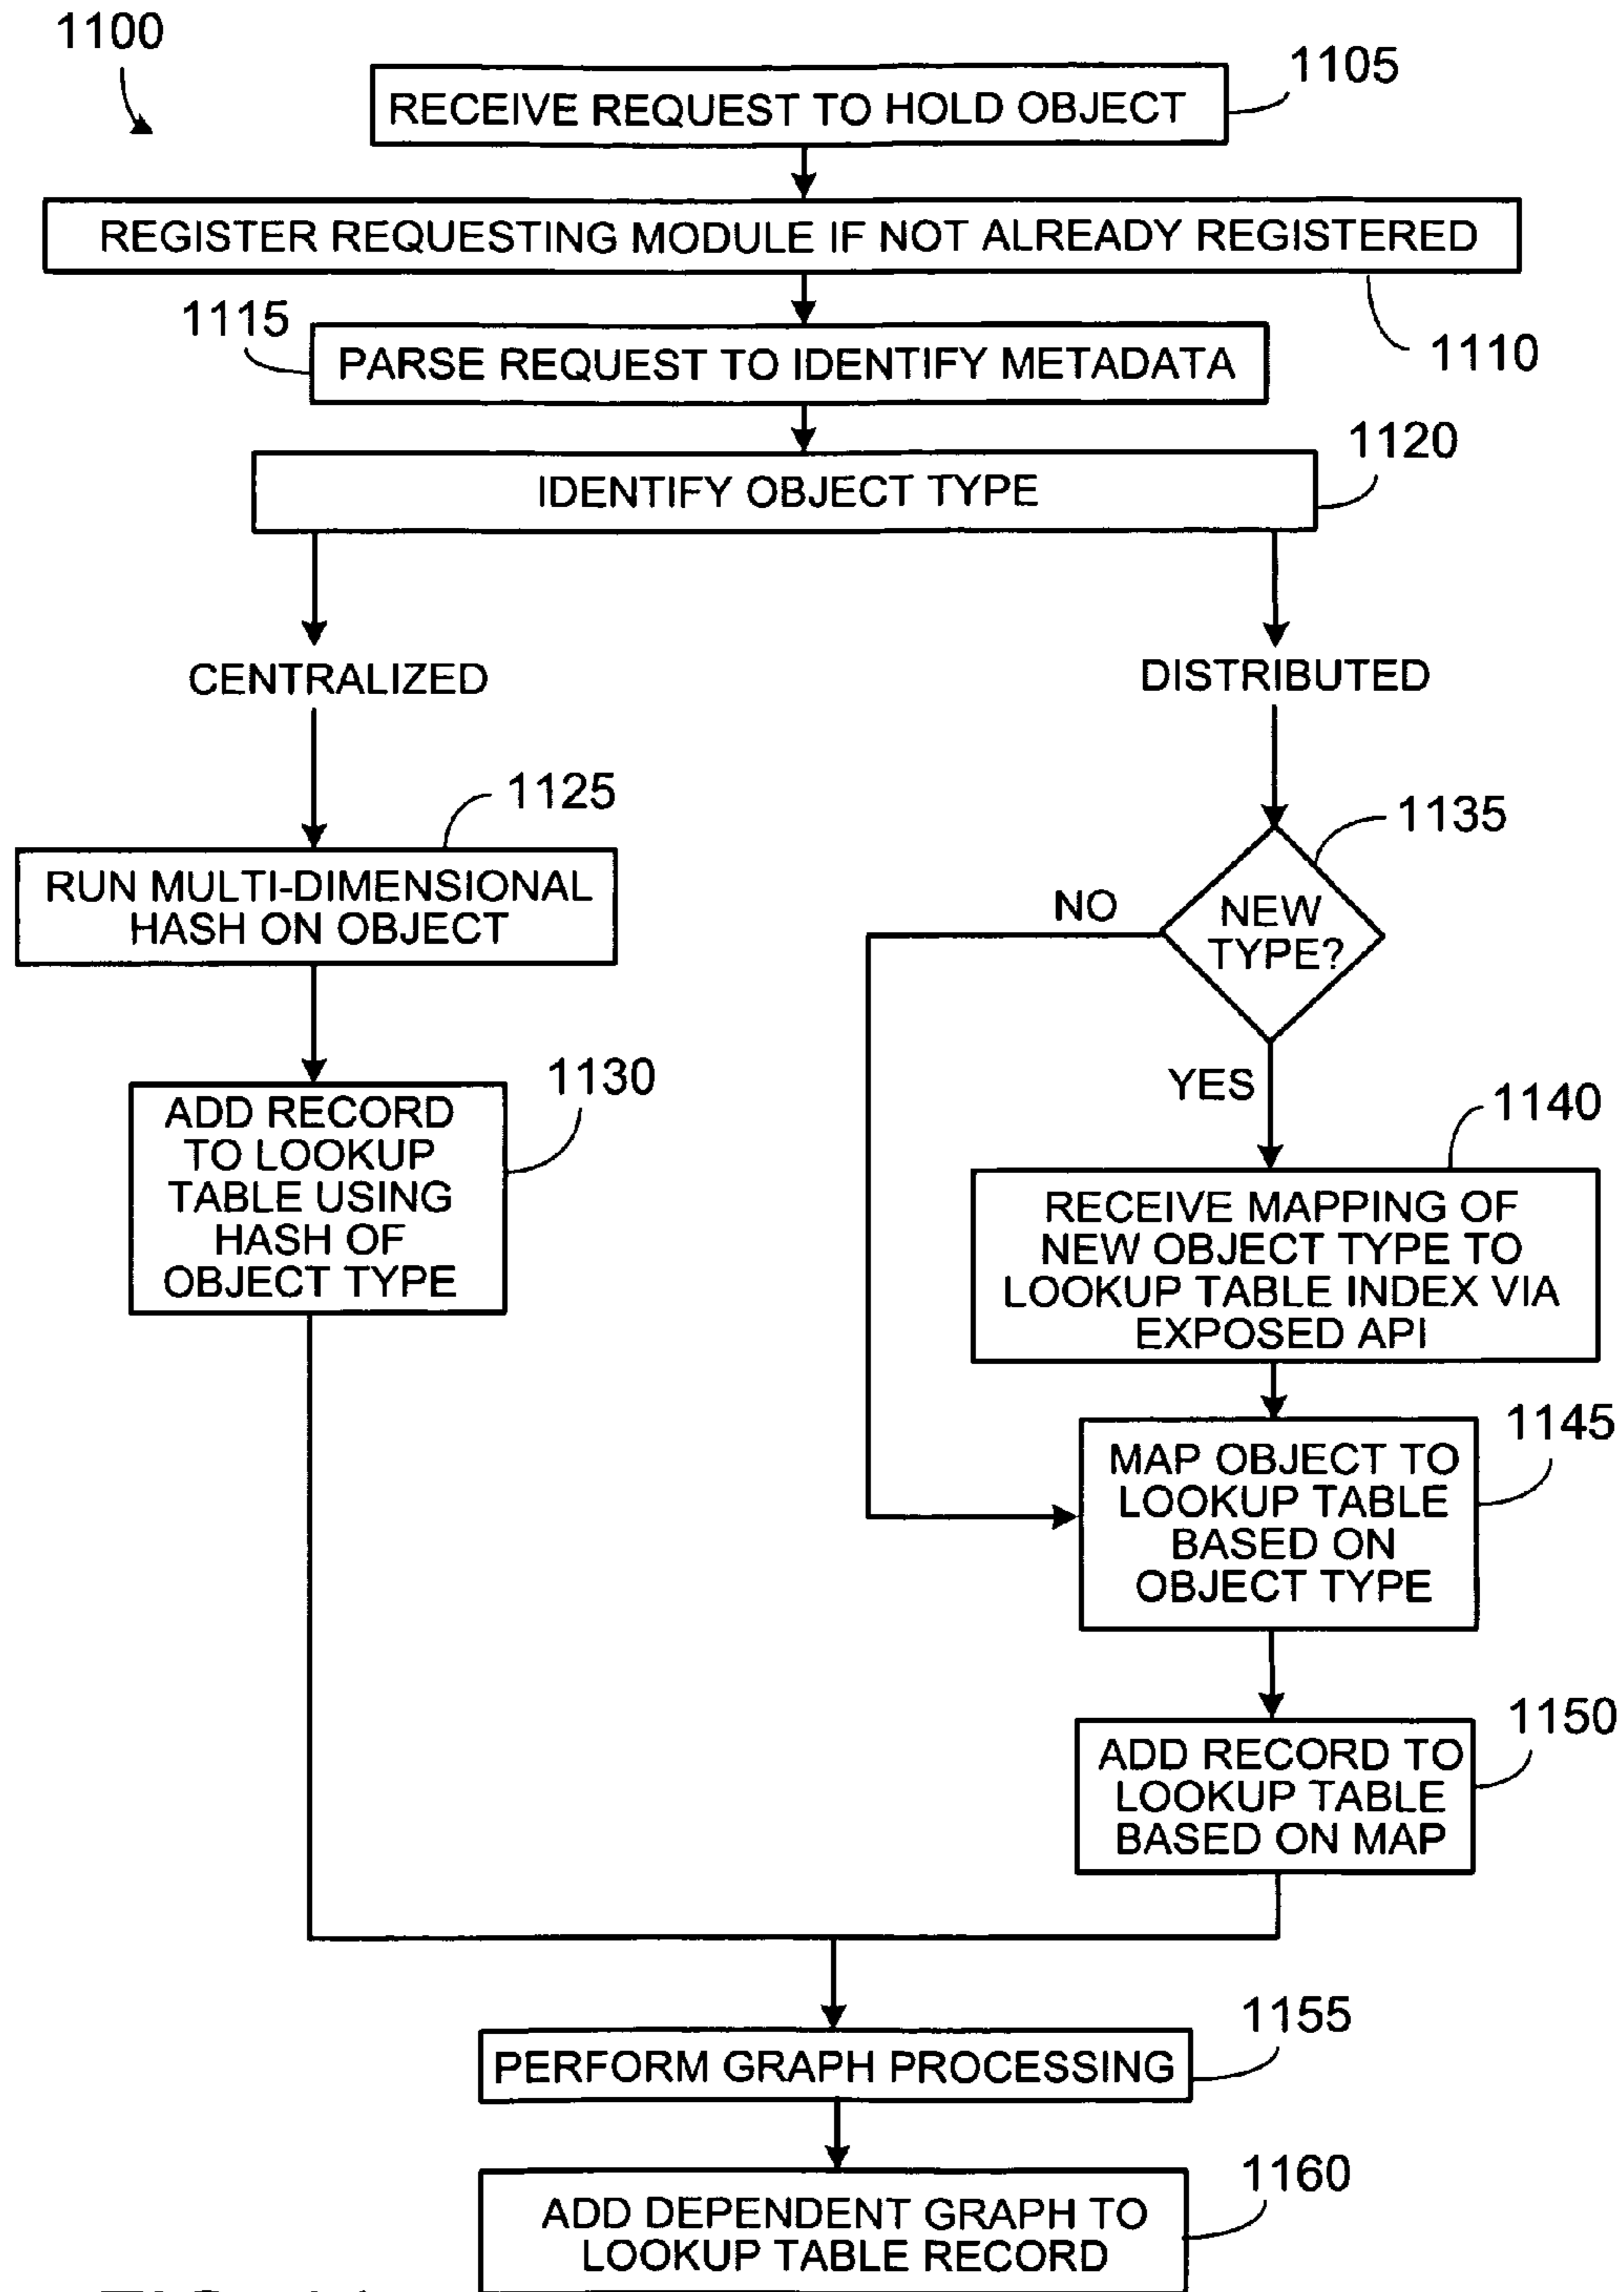 1100
1105
RECEIVE REQUEST TO HOLD OBJECT
REGISTER REQUESTING MODULE IF NOT ALREADY REGISTERED
1110
1115
PARSE REQUEST TO IDENTIFY METADATA
1120
IDENTIFY OBJECT TYPE
CENTRALIZED
DISTRIBUTED
1125
RUN MULTI-DIMENSIONAL
HASH ON OBJECT
1135
NO
NEW
TYPE?
YES
1130
ADD RECORD
TO LOOKUP
TABLE USING
HASH OF
OBJECT TYPE
1140
RECEIVE MAPPING OF
NEW OBJECT TYPE TO
LOOKUP TABLE INDEX VIA
EXPOSED API
1145
MAP OBJECT TO
LOOKUP TABLE
BASED ON
OBJECT TYPE
1150
ADD RECORD TO
LOOKUP TABLE
BASED ON MAP
1155
PERFORM GRAPH PROCESSING
1160
ADD DEPENDENT GRAPH TO
LOOKUP TABLE RECORD